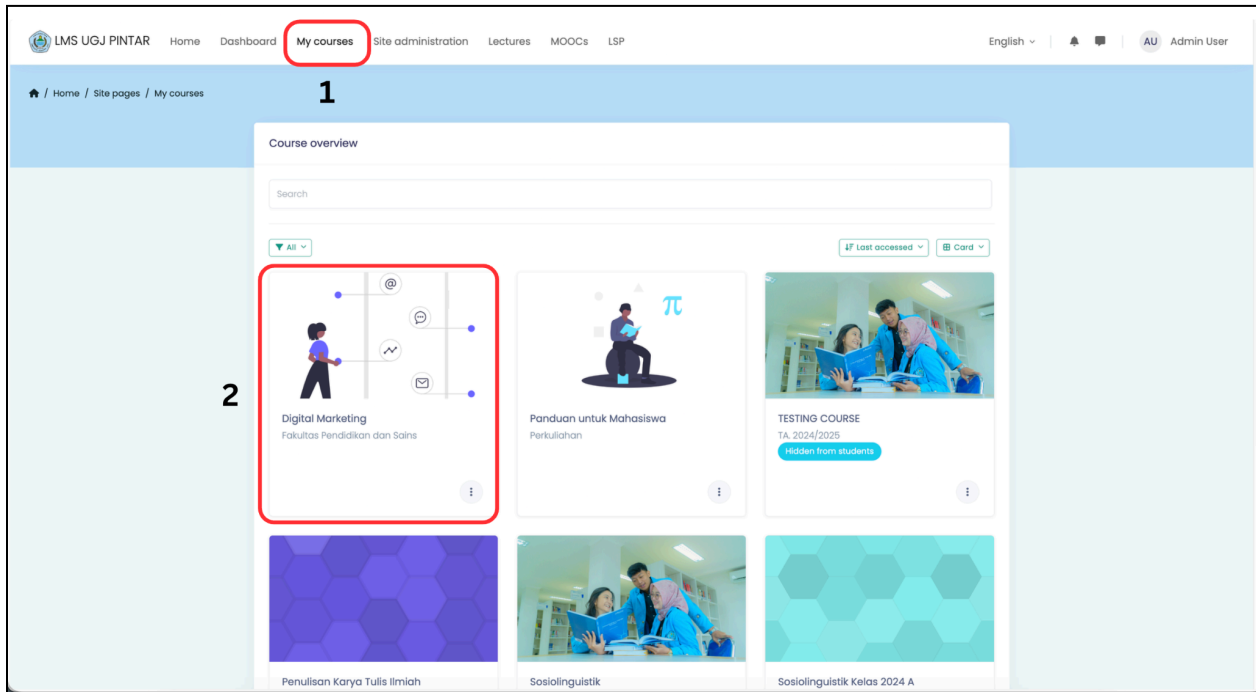 LMS UGJ PINTAR Home Dashboard My courses Site administration Lectures MOOCs LSP English AU Admin User
/ Home / Site pages / My courses
1
Course overview
Search
All Last accessed Card
@
π
2
Digital Marketing
Fakultas Pendidikan dan Sains
Panduan untuk Mahasiswa
Perkuliahan
TESTING COURSE
TA. 2024/2025
Hidden from students
Penulisan Karya Tulis Ilmiah
Sosiolinguistik
Sosiolinguistik Kelas 2024 A